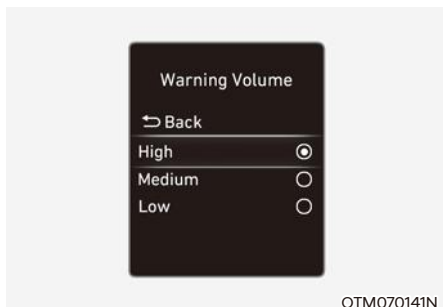 Warning Volume
Back
High
Medium
Low
OTM070141N